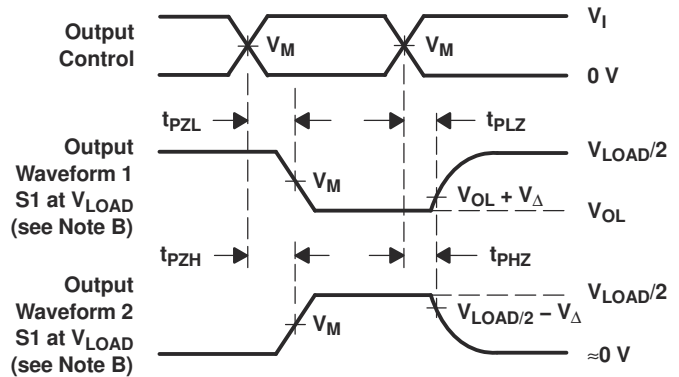 Output
Control
V_M
V_M
V_I
0 V
t_PZL
t_PLZ
Output
Waveform 1
S1 at V_LOAD
(see Note B)
V_M
V_OL + V_Δ
V_LOAD/2
V_OL
t_PZH
t_PHZ
Output
Waveform 2
S1 at V_LOAD
(see Note B)
V_M
V_LOAD/2 − V_Δ
V_LOAD/2
≈0 V